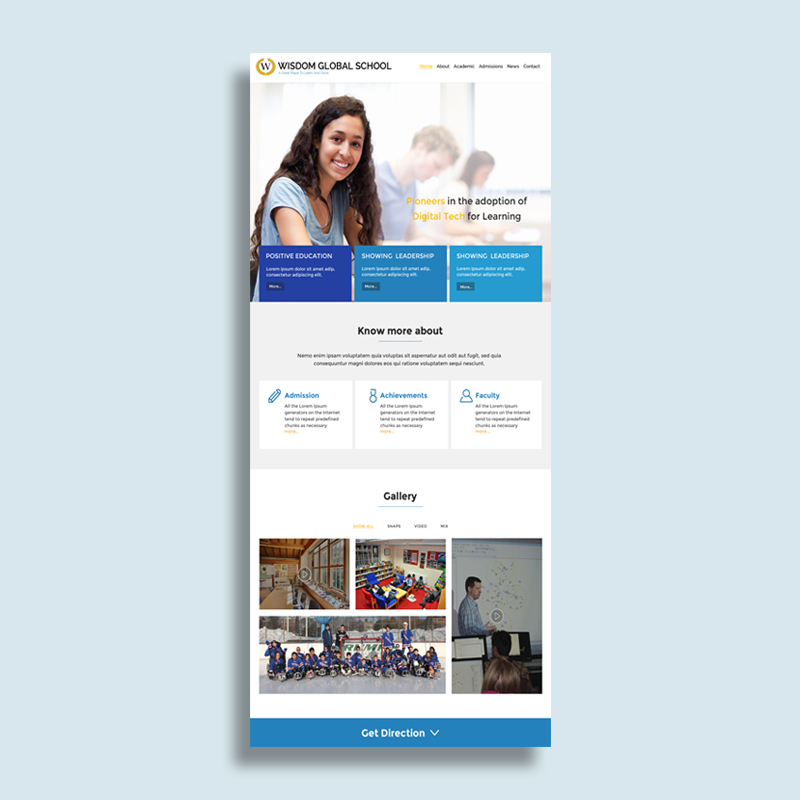 W
WISDOM GLOBAL SCHOOL
A Great Place To Learn And Grow
Home About Academic Admissions News Contact
Pioneers in the adoption of
Digital Tech for Learning
POSITIVE EDUCATION
Lorem ipsum dolor sit amet adip,
consectetur adipiscing elit.
More...
SHOWING LEADERSHIP
Lorem ipsum dolor sit amet adip,
consectetur adipiscing elit.
More...
SHOWING LEADERSHIP
Lorem ipsum dolor sit amet adip,
consectetur adipiscing elit.
More...
Know more about
Nemo enim ipsam voluptatem quia voluptas sit aspernatur aut odit aut fugit, sed quia
consequuntur magni dolores eos qui ratione voluptatem sequi nesciunt.
Admission
All the Lorem Ipsum
generators on the Internet
tend to repeat predefined
chunks as necessary
more...
Achievements
All the Lorem Ipsum
generators on the Internet
tend to repeat predefined
chunks as necessary
more...
Faculty
All the Lorem Ipsum
generators on the Internet
tend to repeat predefined
chunks as necessary
more...
Gallery
SHOW ALL SHAPE VIDEO MIX
Get Direction